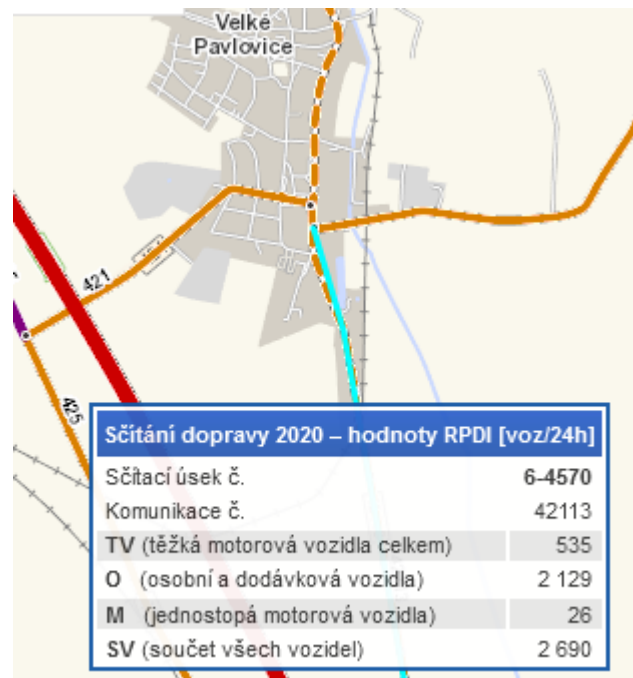 Velké
Pavlovice
421
425
Sčítání dopravy 2020 – hodnoty RPDI [voz/24h]
Sčítací úsek č. 6-4570
Komunikace č. 42113
TV (těžká motorová vozidla celkem) 535
O (osobní a dodávková vozidla) 2 129
M (jednostopá motorová vozidla) 26
SV (součet všech vozidel) 2 690